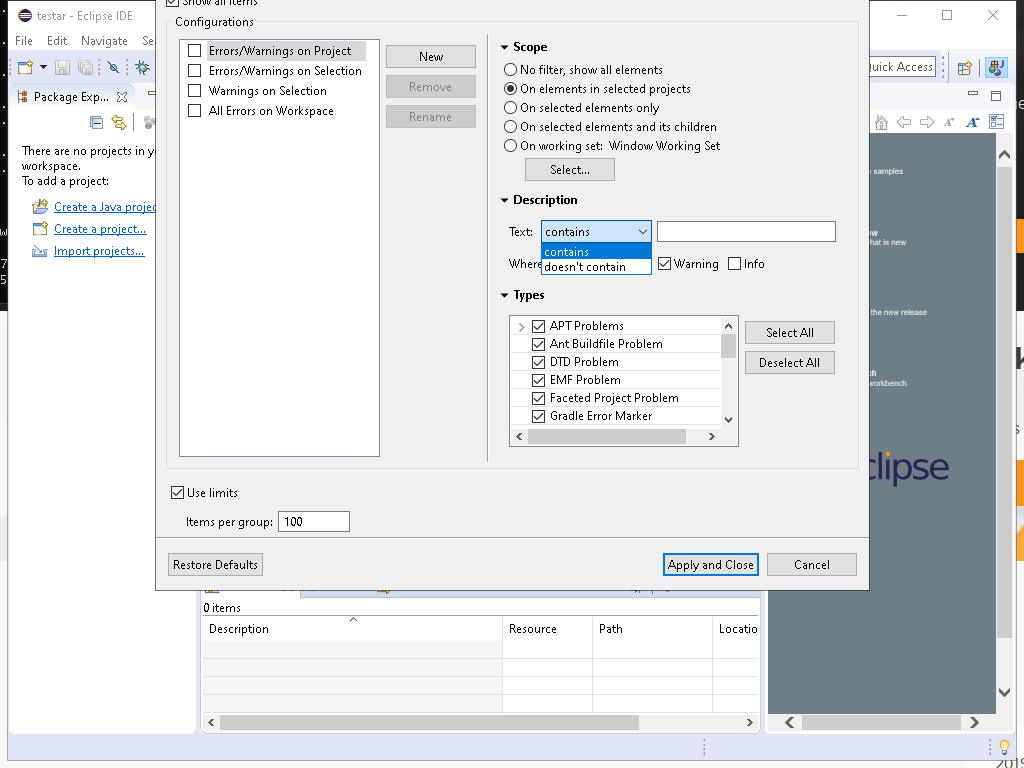 Show all items
testar - Eclipse IDE
Configurations
File Edit Navigate Se
Errors/Warnings on Project
Errors/Warnings on Selection
Warnings on Selection
All Errors on Workspace
New
Remove
Rename
Scope
No filter, show all elements
On elements in selected projects
On selected elements only
On selected elements and its children
On working set: Window Working Set
Select...
Quick Access
Package Exp...
There are no projects in y
workspace.
To add a project:
Create a Java projec
Create a project...
Import projects...
Description
Text: contains
contains
doesn't contain
Where
Warning
Info
Types
APT Problems
Ant Buildfile Problem
DTD Problem
EMF Problem
Faceted Project Problem
Gradle Error Marker
Select All
Deselect All
samples
hat is new
the new release
workbench
clipse
Use limits
Items per group: 100
Restore Defaults
Apply and Close
Cancel
0 items
Description Resource Path Locatio
2019